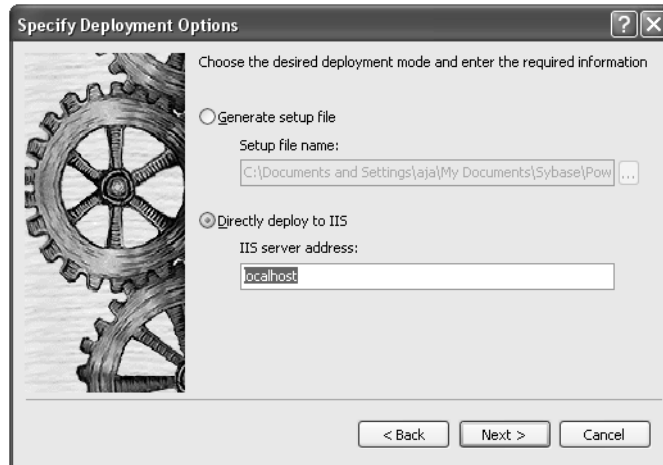 Specify Deployment Options
Choose the desired deployment mode and enter the required information
Generate setup file
Setup file name:
C:\Documents and Settings\aja\My Documents\Sybase\Pow ...
Directly deploy to IIS
IIS server address:
localhost
< Back Next > Cancel